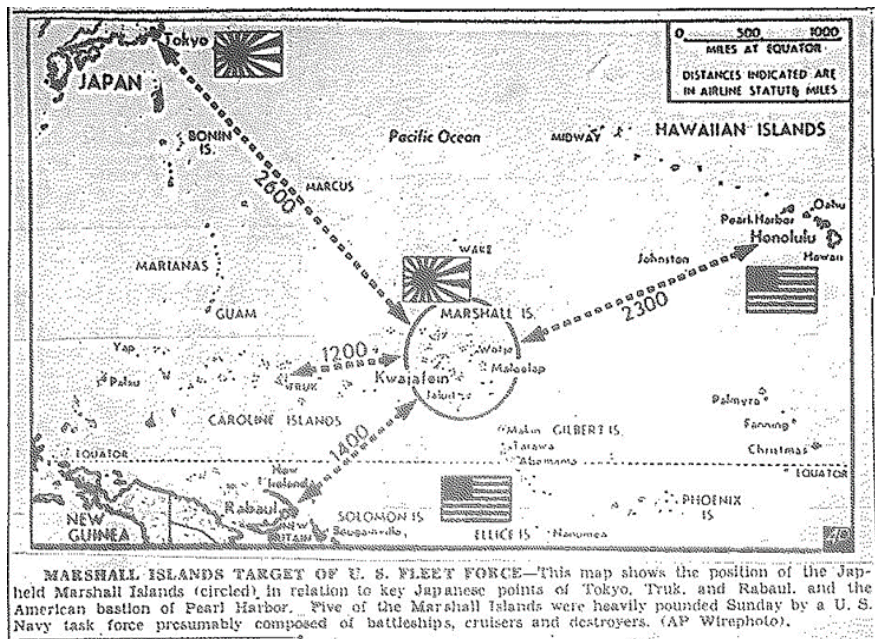 0 500 1000
MILES AT EQUATOR
DISTANCES INDICATED ARE
IN AIRLINE STATUTE MILES
Tokyo
JAPAN
BONIN
IS.
Pacific Ocean
MIDWAY
HAWAIIAN ISLANDS
2600
MARCUS
Oahu
Pearl Harbor
Honolulu
Hawaii
MARIANAS
WAKE
Johnston
GUAM
MARSHALL IS.
2300
Yap
1200
Wotje
Palau
TRUK
Kwajalein
Maloelap
Jaluit
CAROLINE ISLANDS
Palmyra
1400
Makin GILBERT IS.
Fanning
Tarawa
Christmas
EQUATOR
Abemama
EQUATOR
New
Ireland
Rabaul
PHOENIX
IS
NEW
GUINEA
NEW
BRITAIN
SOLOMON IS
Bougainville
ELLICE IS
Nanumea
AP
MARSHALL ISLANDS TARGET OF U. S. FLEET FORCE—This map shows the position of the Jap-
held Marshall Islands (circled) in relation to key Japanese points of Tokyo, Truk, and Rabaul, and the
American bastion of Pearl Harbor. Five of the Marshall Islands were heavily pounded Sunday by a U. S.
Navy task force presumably composed of battleships, cruisers and destroyers. (AP Wirephoto).